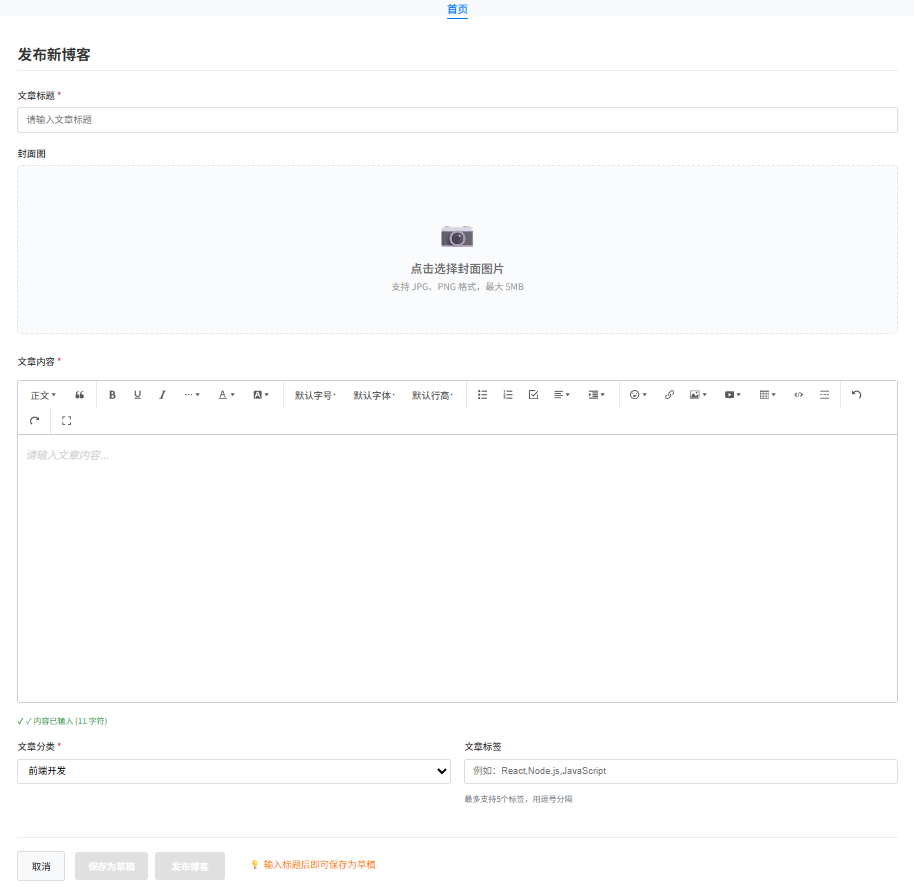 首页
发布新博客
文章标题 *
请输入文章标题
封面图
点击选择封面图片
支持 JPG、PNG 格式，最大 5MB
文章内容 *
正文 B U I ... A A 默认字号 默认字体 默认行高
请输入文章内容...
✓ ✓ 内容已输入 (11 字符)
文章分类 * 文章标签
前端开发 例如：React,Node.js,JavaScript
最多支持5个标签，用逗号分隔
取消 保存为草稿 发布博客 💡 输入标题后即可保存为草稿